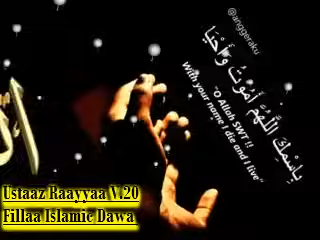 @anggeraku
بِاسْمِكَ اللَّهُمَّ أَمُوتُ وَأَحْيَا
"O Allah SWT !!
With your name I die and I live"
Ustaaz Raayyaa V.20
Fillaa Islamic Dawa